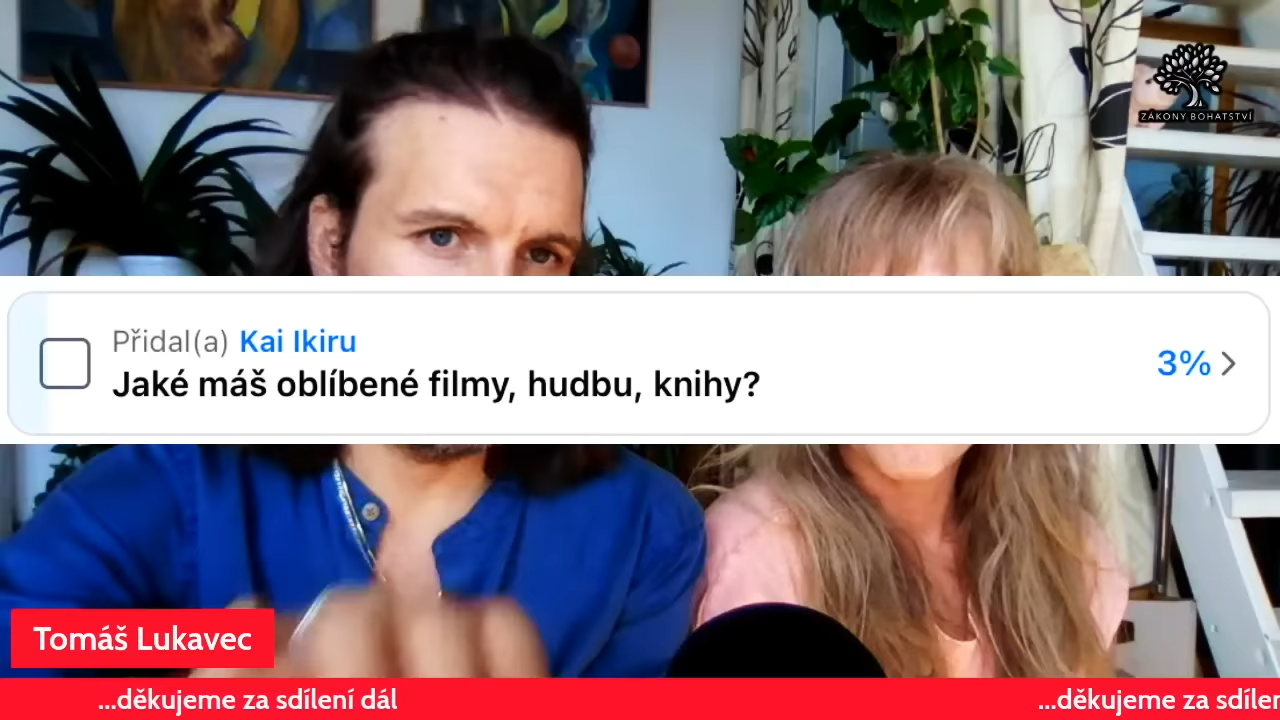 ZÁKONY BOHATSTVÍ
Přidal(a) Kai Ikiru
Jaké máš oblíbené filmy, hudbu, knihy?
3%
Tomáš Lukavec
...děkujeme za sdílení dál
...děkujeme za sdílen